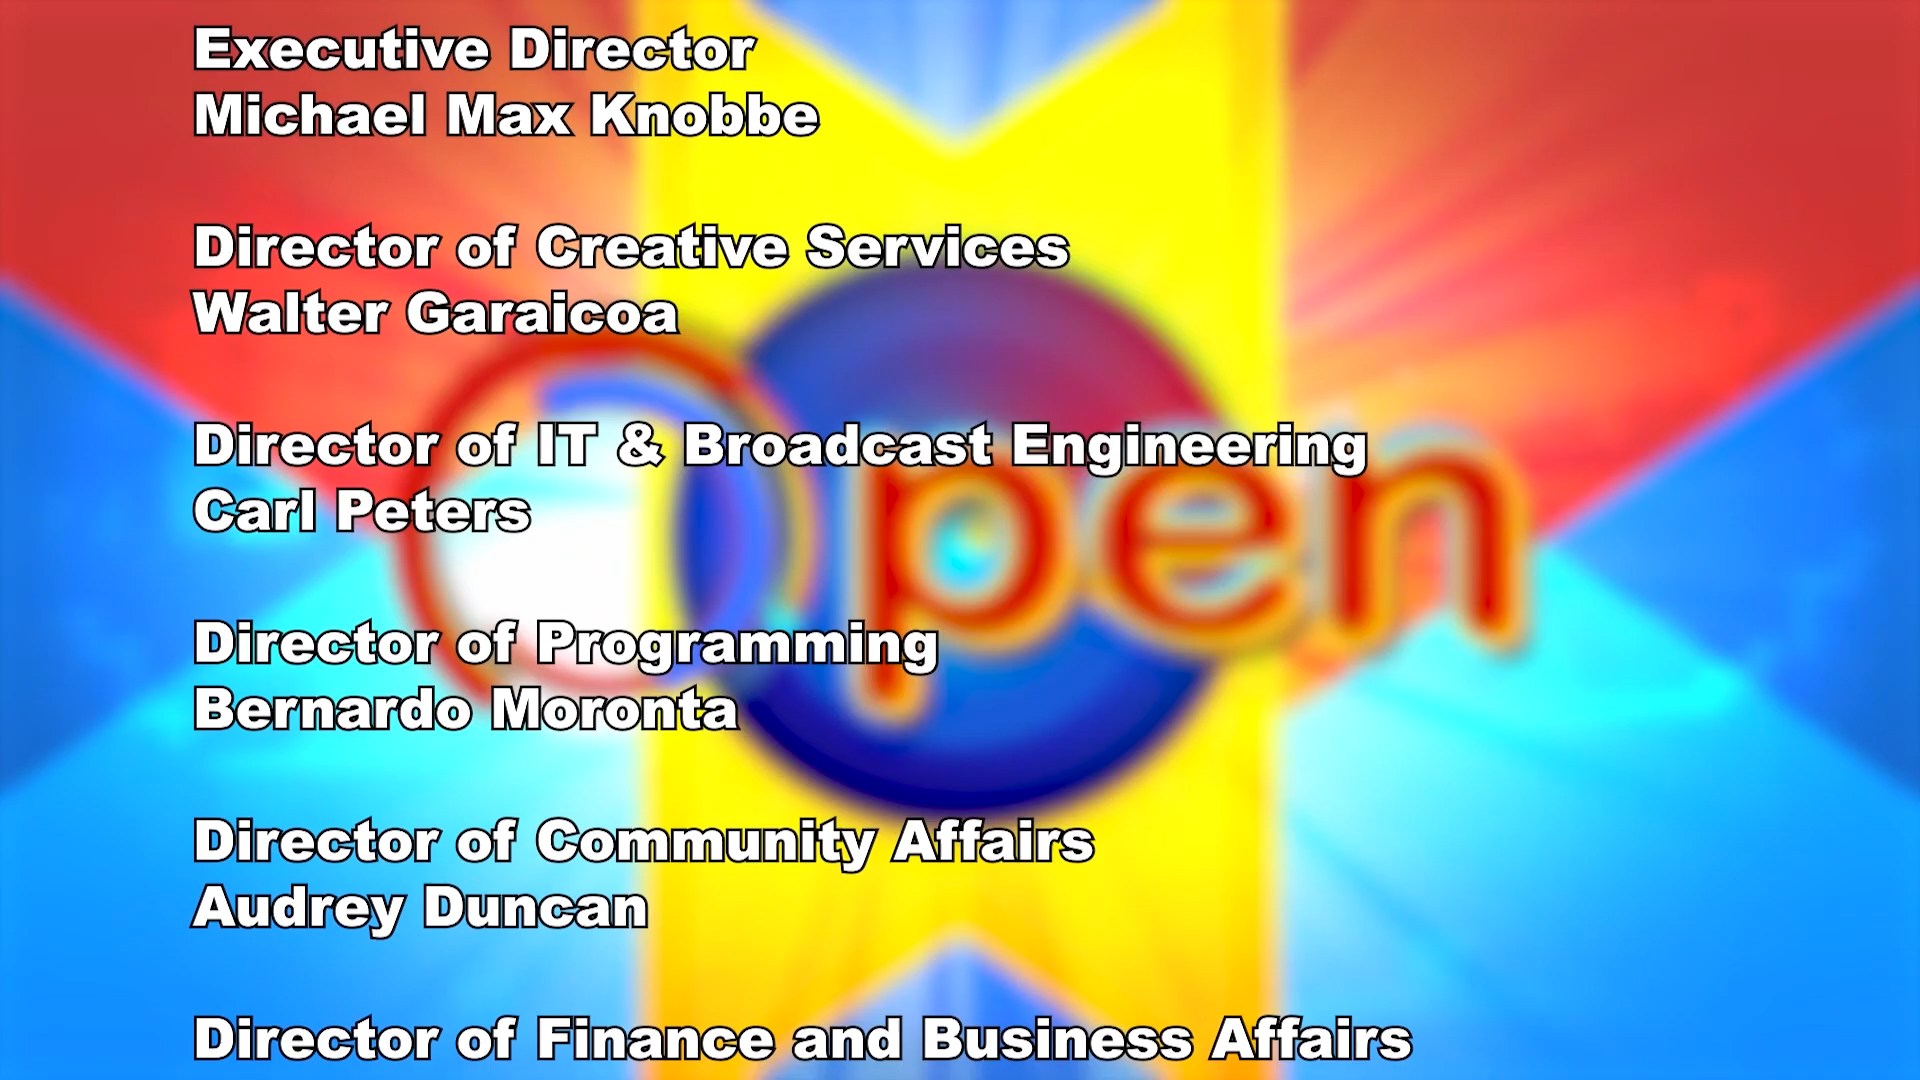 Executive Director
Michael Max Knobbe
Director of Creative Services
Walter Garaicoa
Director of IT & Broadcast Engineering
Carl Peters
Director of Programming
Bernardo Moronta
Director of Community Affairs
Audrey Duncan
Director of Finance and Business Affairs
Open